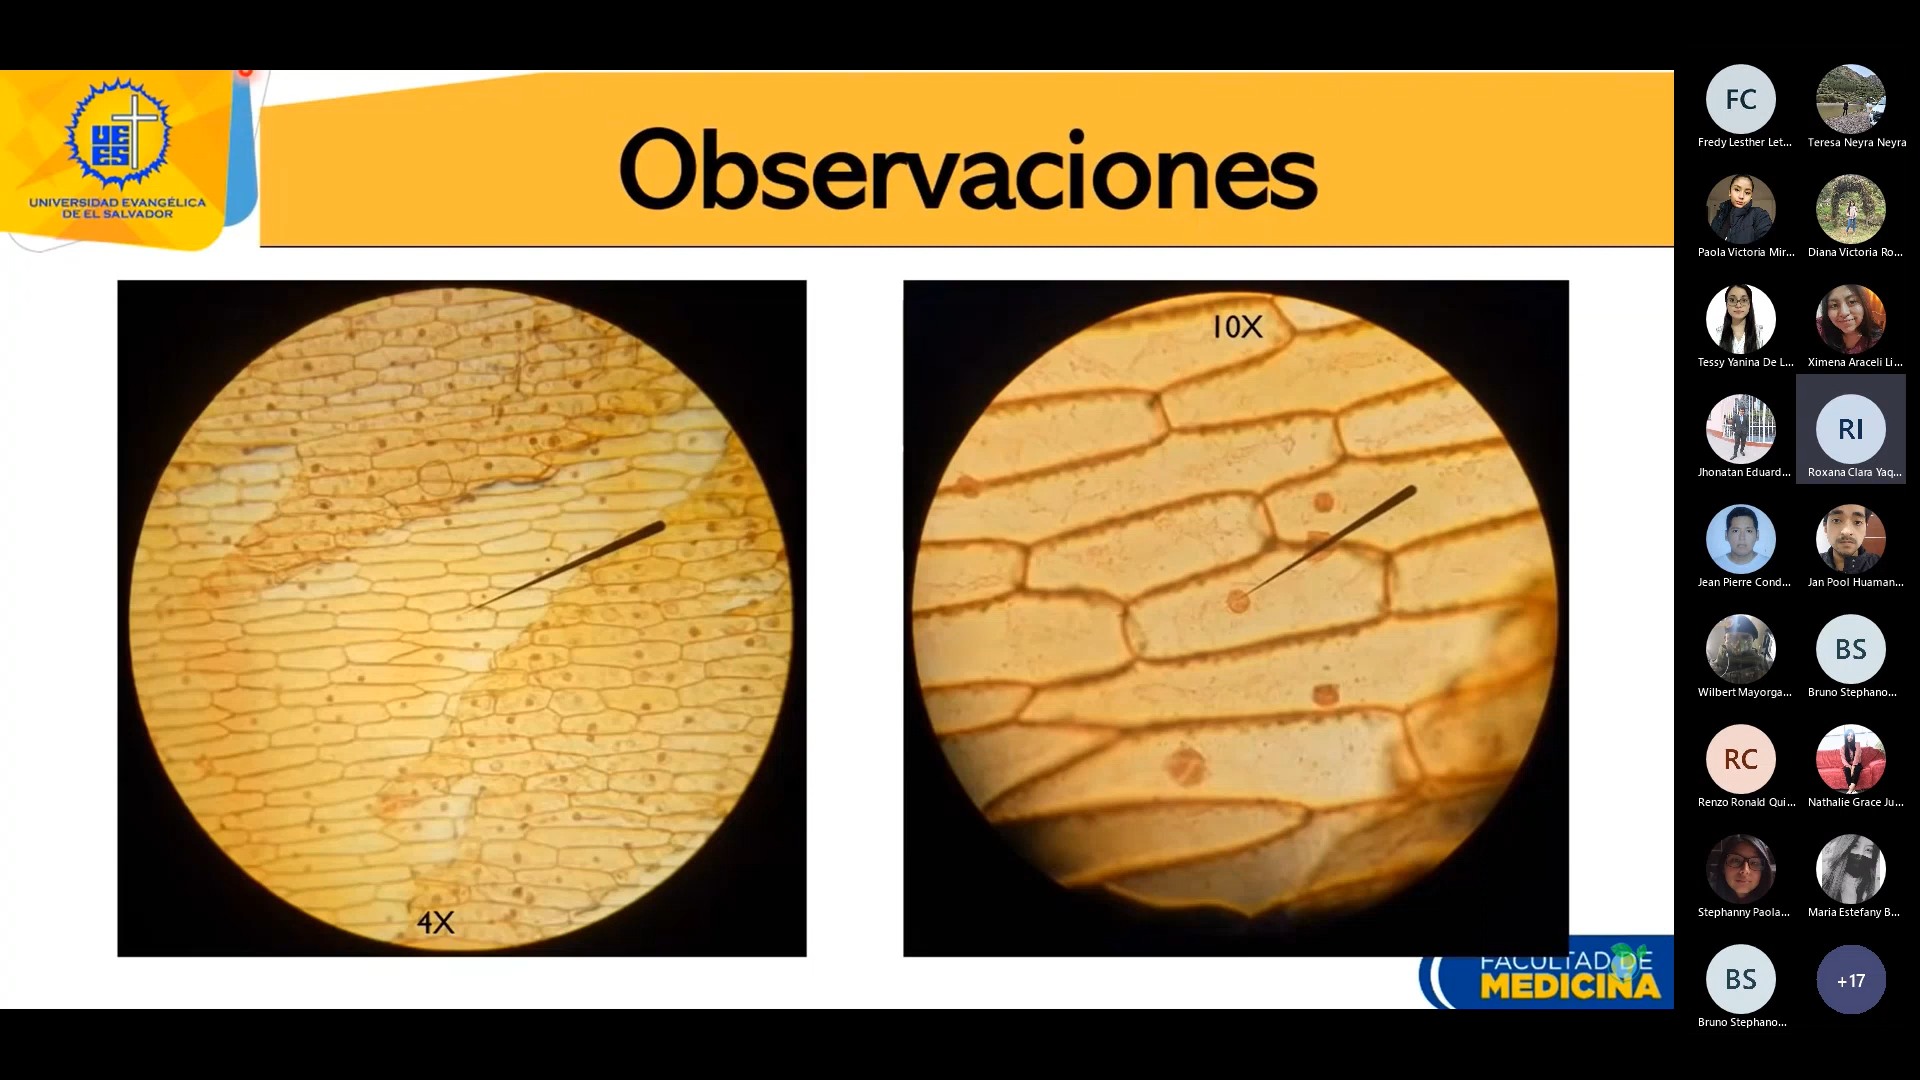 UE
ES
UNIVERSIDAD EVANGÉLICA
DE EL SALVADOR
Observaciones
4X
10X
FACULTAD DE
MEDICINA
FC
Fredy Lesther Let...
Teresa Neyra Neyra
Paola Victoria Mir...
Diana Victoria Ro...
Tessy Yanina De L...
Ximena Araceli Li...
Jhonatan Eduard...
RI
Roxana Clara Yaq...
Jean Pierre Cond...
Jan Pool Huaman...
Wilbert Mayorga...
BS
Bruno Stephano...
RC
Renzo Ronald Qui...
Nathalie Grace Ju...
Stephanny Paola...
Maria Estefany B...
BS
Bruno Stephano...
+17